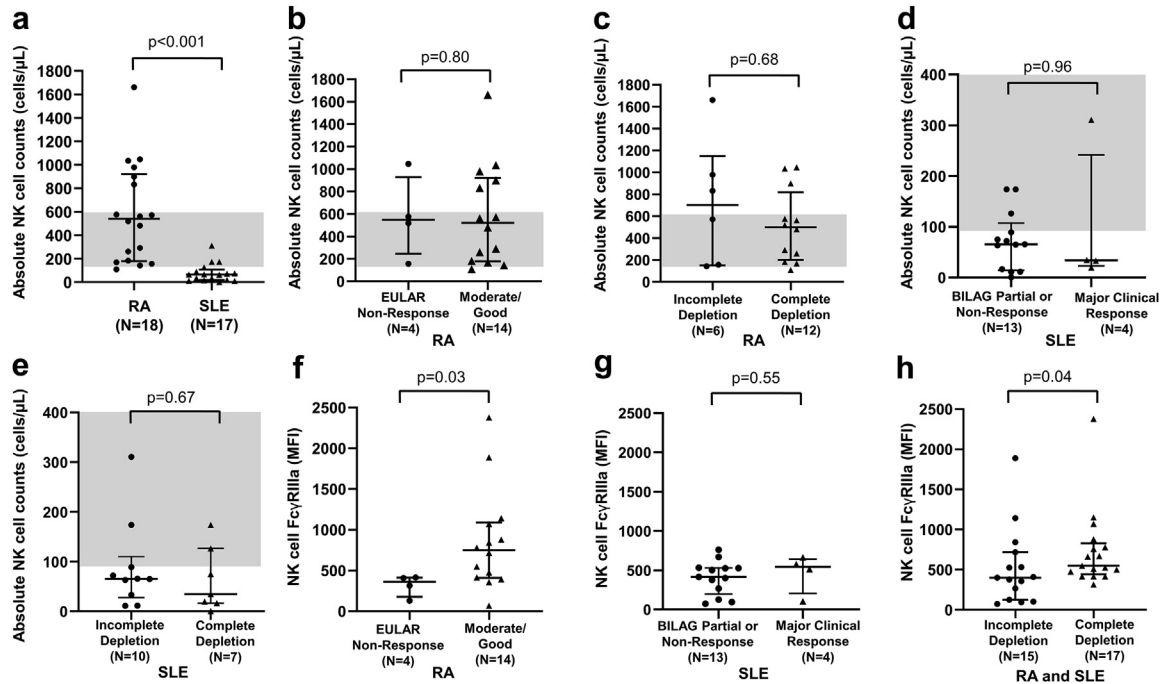 a
p<0.001
Absolute NK cell counts (cells/µL)
1800
1600
1400
1200
1000
800
600
400
200
0
RA
(N=18)
SLE
(N=17)
b
p=0.80
Absolute NK cell counts (cells/µL)
1800
1600
1400
1200
1000
800
600
400
200
0
EULAR
Non-Response
(N=4)
Moderate/
Good
(N=14)
RA
c
p=0.68
Absolute NK cell counts (cells/µL)
1800
1600
1400
1200
1000
800
600
400
200
0
Incomplete
Depletion
(N=6)
Complete
Depletion
(N=12)
RA
d
p=0.96
Absolute NK cell counts (cells/µL)
400
300
200
100
0
BILAG Partial or
Non-Response
(N=13)
Major Clinical
Response
(N=4)
SLE
e
p=0.67
Absolute NK cell counts (cells/µL)
400
300
200
100
0
Incomplete
Depletion
(N=10)
Complete
Depletion
(N=7)
SLE
f
p=0.03
NK cell FcγRIIIa (MFI)
2500
2000
1500
1000
500
0
EULAR
Non-Response
(N=4)
Moderate/
Good
(N=14)
RA
g
p=0.55
NK cell FcγRIIIa (MFI)
2500
2000
1500
1000
500
0
BILAG Partial or
Non-Response
(N=13)
Major Clinical
Response
(N=4)
SLE
h
p=0.04
NK cell FcγRIIIa (MFI)
2500
2000
1500
1000
500
0
Incomplete
Depletion
(N=15)
Complete
Depletion
(N=17)
RA and SLE